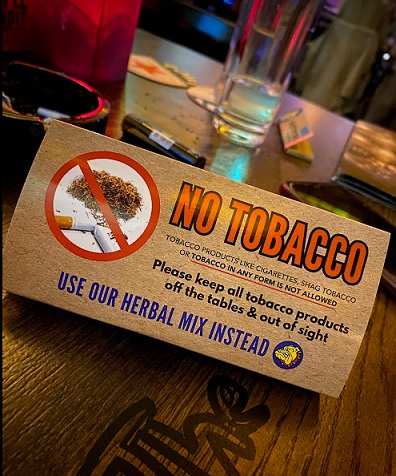 NO TOBACCO
TOBACCO PRODUCTS LIKE CIGARETTES, SHAG TOBACCO
OR TOBACCO IN ANY FORM IS NOT ALLOWED
Please keep all tobacco products
off the tables & out of sight
USE OUR HERBAL MIX INSTEAD